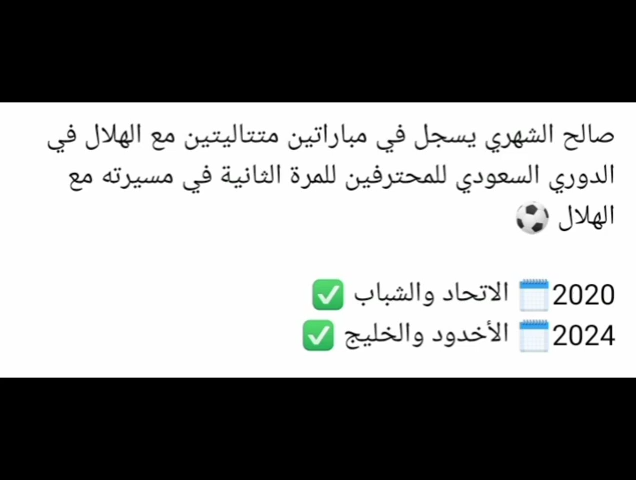 صالح الشهري يسجل في مباراتين متتاليتين مع الهلال في
الدوري السعودي للمحترفين للمرة الثانية في مسيرته مع
الهلال ⚽
2020🗓️ الاتحاد والشباب ✅
2024🗓️ الأخدود والخليج ✅